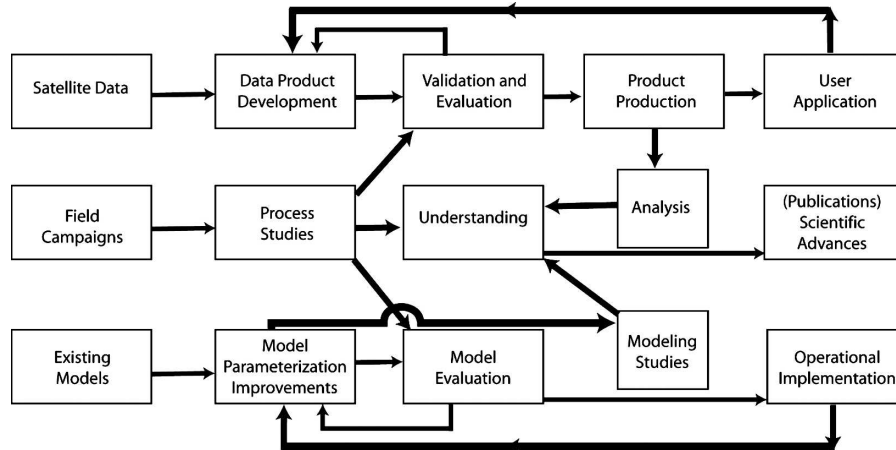 Satellite Data
Data Product
Development
Validation and
Evaluation
Product
Production
User
Application
Field
Campaigns
Process
Studies
Understanding
Analysis
(Publications)
Scientific
Advances
Existing
Models
Model
Parameterization
Improvements
Model
Evaluation
Modeling
Studies
Operational
Implementation